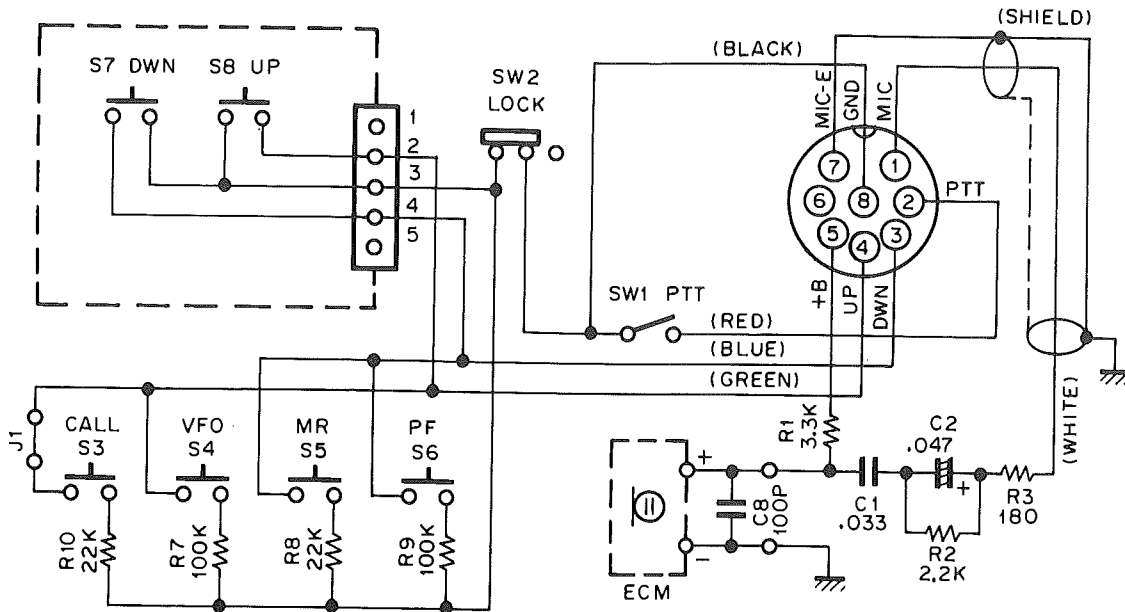 (SHIELD)
(BLACK)
S7 DWN
S8 UP
SW2
LOCK
MIC-E
GND
MIC
1
2
3
4
5
7
1
6
8
2
PTT
5
4
3
+B
UP
DWN
SW1 PTT
(RED)
(BLUE)
(GREEN)
(WHITE)
J1
CALL
S3
VFO
S4
MR
S5
PF
S6
R10
22K
R7
100K
R8
22K
R9
100K
R1
3.3K
+
-
ECM
C8
100P
C1
.033
C2
.047
+
R2
2.2K
R3
180